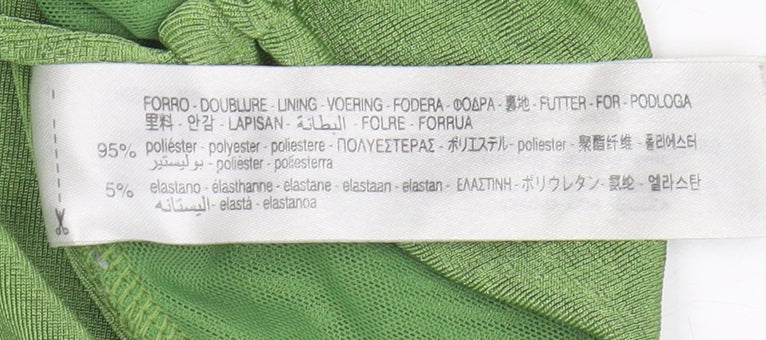 FORRO - DOUBLURE - LINING - VOERING - FODERA - ΦΟΔΡΑ - 裏地 - FUTTER - FOR - PODLOGA
里料 - 안감 - LAPISAN - البطانة - FOLRE - FORRUA
95% poliéster - polyester - poliestere - ΠΟΛΥΕΣΤΕΡΑΣ - ポリエステル - poliester - 聚酯纤维 - 폴리에스터
بوليستير - polièster - poliesterra
5% elastano - élasthanne - elastane - elastaan - elastan - ΕΛΑΣΤΙΝΗ - ポリウレタン - 氨纶 - 엘라스탄
اليستانه - elastà - elastanoa